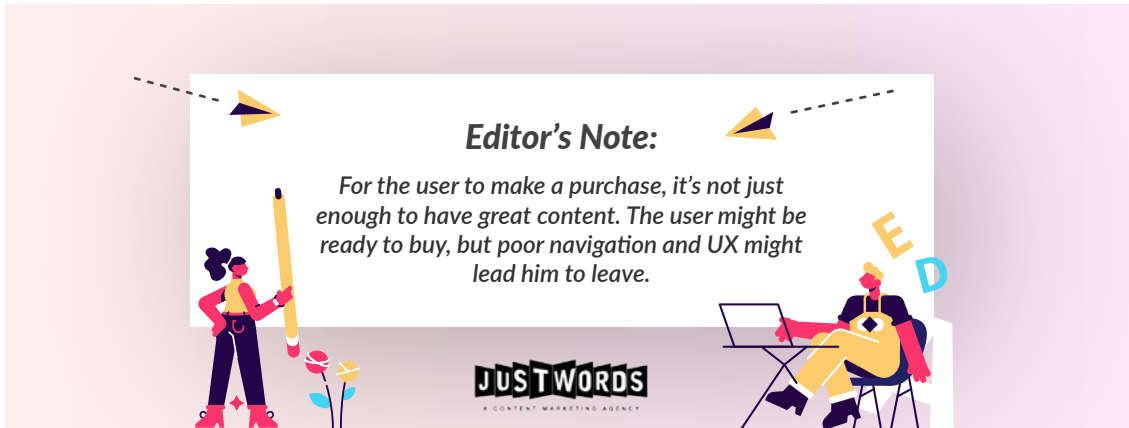 Editor's Note:
For the user to make a purchase, it's not just
enough to have great content. The user might be
ready to buy, but poor navigation and UX might
lead him to leave.
E
D
JUSTWORDS
A CONTENT MARKETING AGENCY